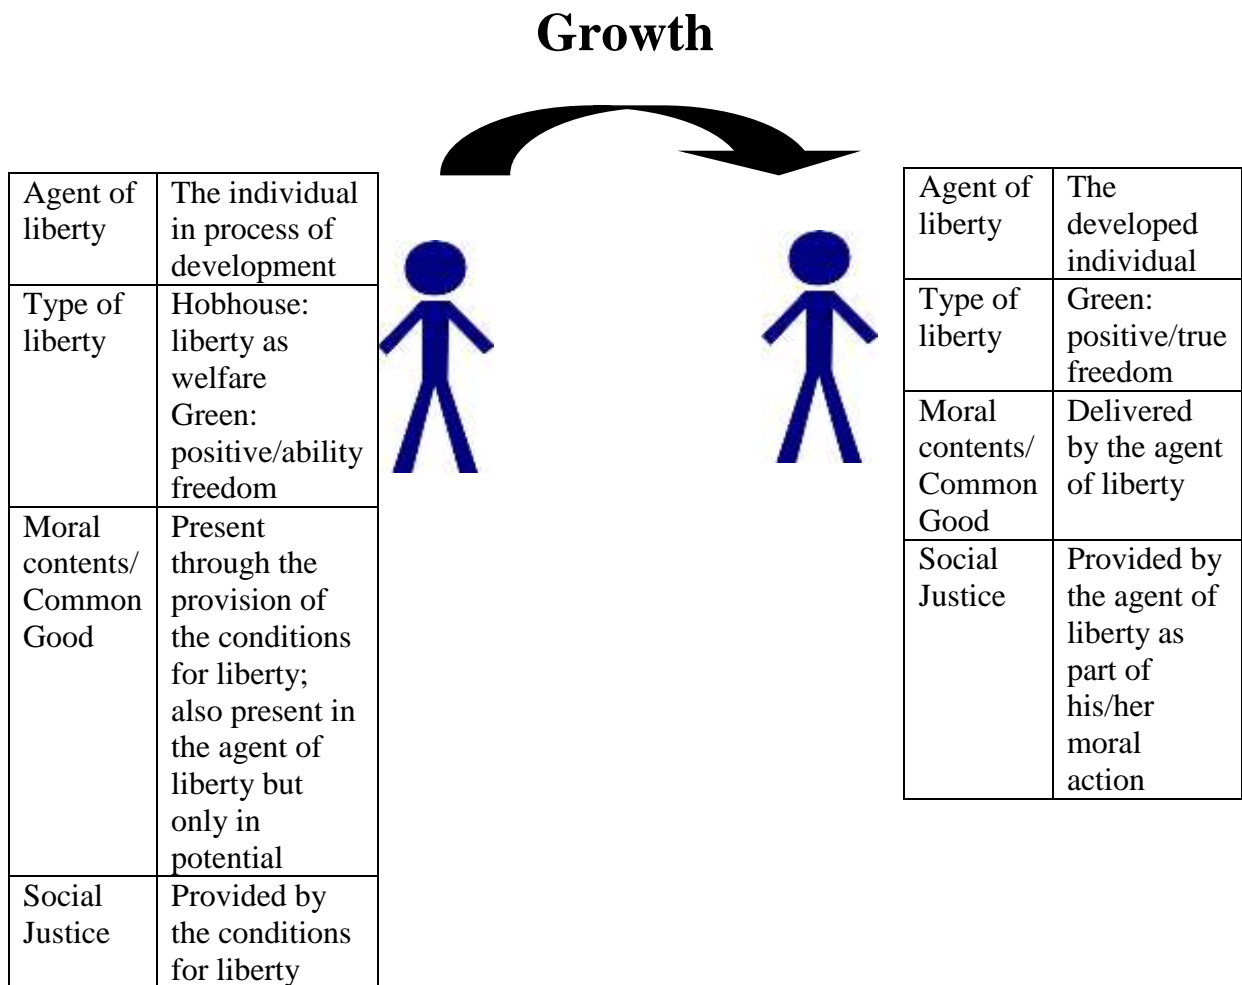 Growth
Agent of
liberty
The individual
in process of
development
Type of
liberty
Hobhouse:
liberty as
welfare
Green:
positive/ability
freedom
Moral
contents/
Common
Good
Present
through the
provision of
the conditions
for liberty;
also present in
the agent of
liberty but
only in
potential
Social
Justice
Provided by
the conditions
for liberty
Agent of
liberty
The
developed
individual
Type of
liberty
Green:
positive/true
freedom
Moral
contents/
Common
Good
Delivered
by the agent
of liberty
Social
Justice
Provided by
the agent of
liberty as
part of
his/her
moral
action